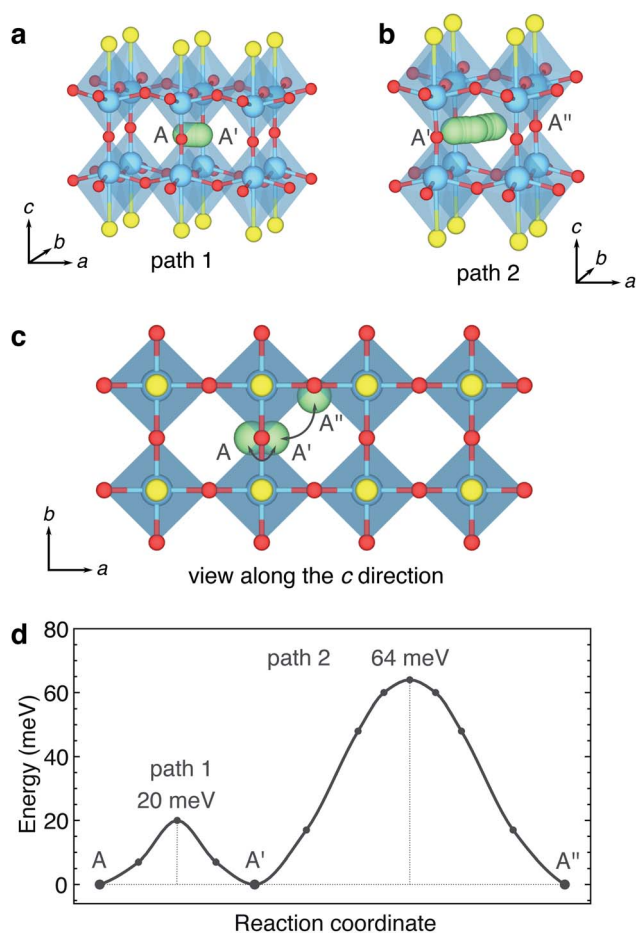 a
A A'
c
b
a
path 1
b
A' A"
c
b
a
path 2
c
A A' A"
b
a
view along the c direction
d
80
60
40
20
0
Energy (meV)
path 2 64 meV
path 1
20 meV
A A' A"
Reaction coordinate